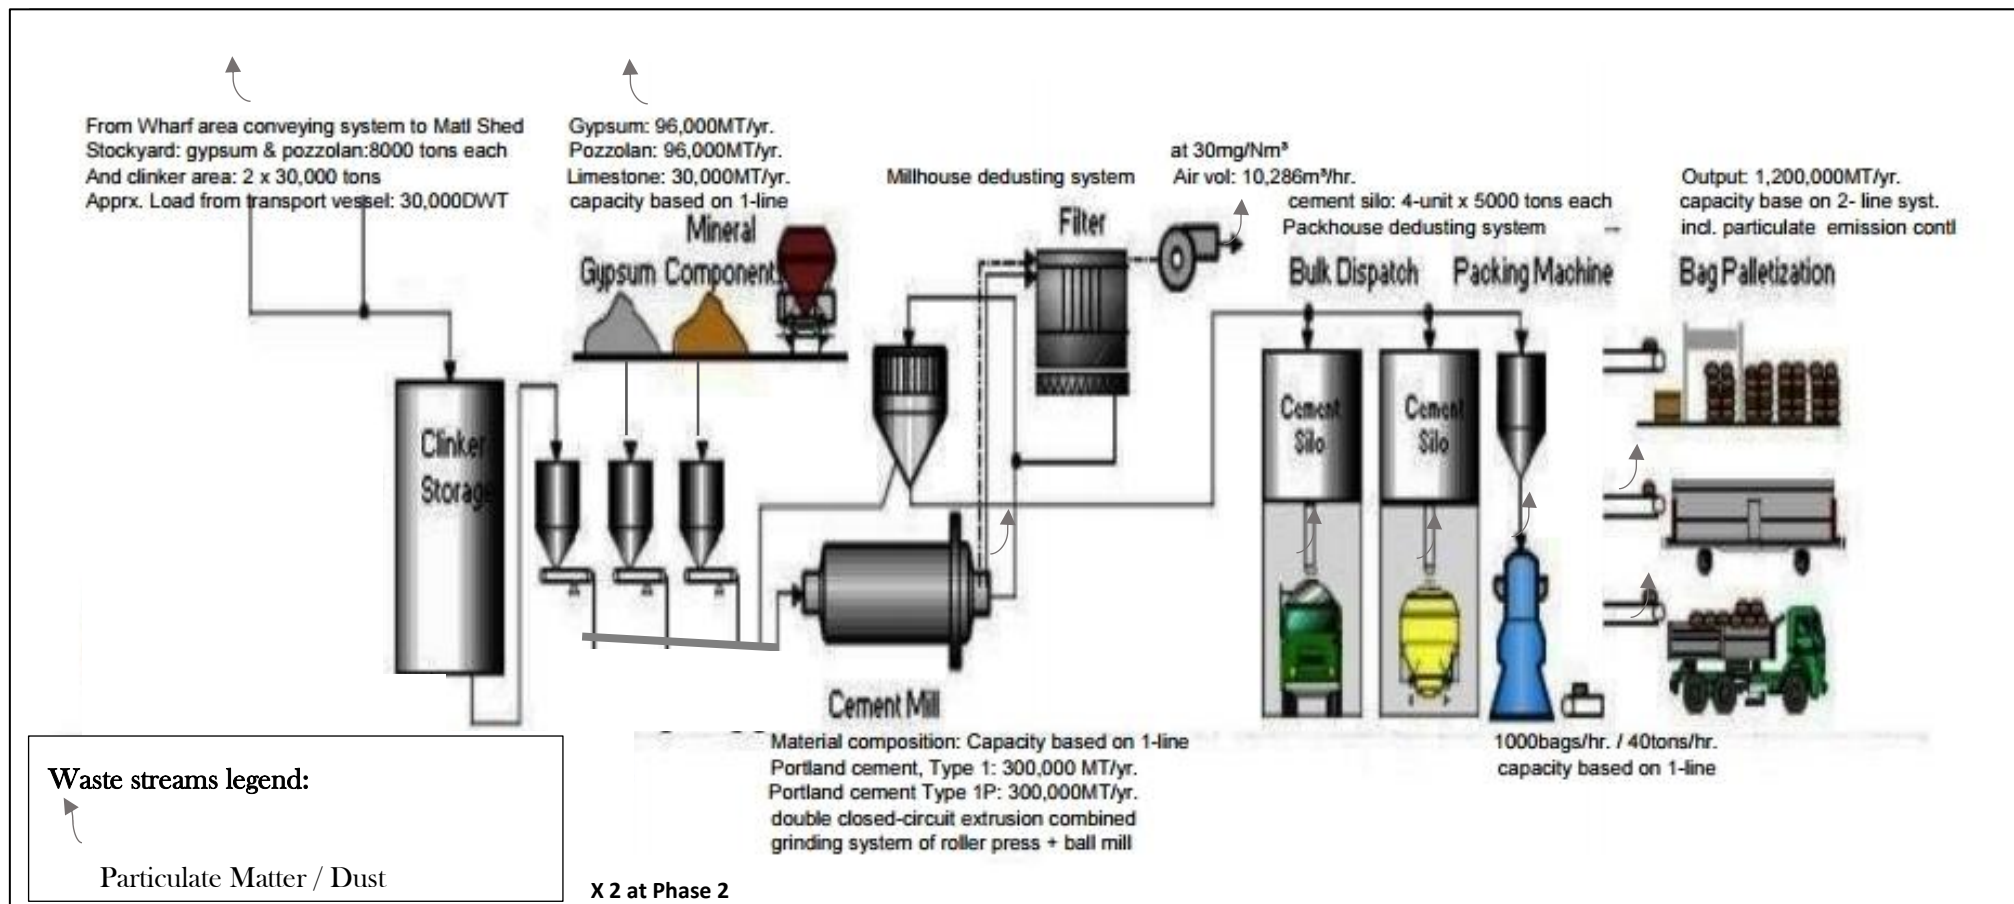 From Wharf area conveying system to Matl Shed
Stockyard: gypsum & pozzolan:8000 tons each
And clinker area: 2 x 30,000 tons
Apprx. Load from transport vessel: 30,000DWT
Gypsum: 96,000MT/yr.
Pozzolan: 96,000MT/yr.
Limestone: 30,000MT/yr.
capacity based on 1-line
Mineral
Gypsum Component
Millhouse dedusting system
Filter
at 30mg/Nm³
Air vol: 10,286m³/hr.
cement silo: 4-unit x 5000 tons each
Packhouse dedusting system
Output: 1,200,000MT/yr.
capacity base on 2- line syst.
incl. particulate emission contl
Bulk Dispatch
Packing Machine
Bag Palletization
Clinker
Storage
Cement
Silo
Cement
Silo
Cement Mill
Material composition: Capacity based on 1-line
Portland cement, Type 1: 300,000 MT/yr.
Portland cement Type 1P: 300,000MT/yr.
double closed-circuit extrusion combined
grinding system of roller press + ball mill
1000bags/hr. / 40tons/hr.
capacity based on 1-line
Waste streams legend:
Particulate Matter / Dust
X 2 at Phase 2